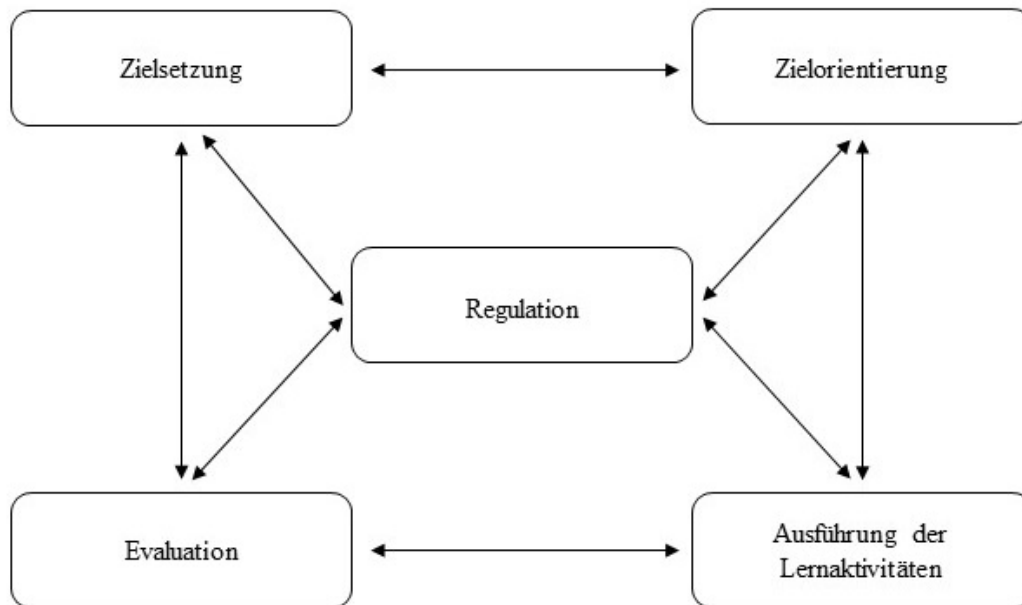 Zielsetzung
Zielorientierung
Regulation
Evaluation
Ausführung der
Lernaktivitäten